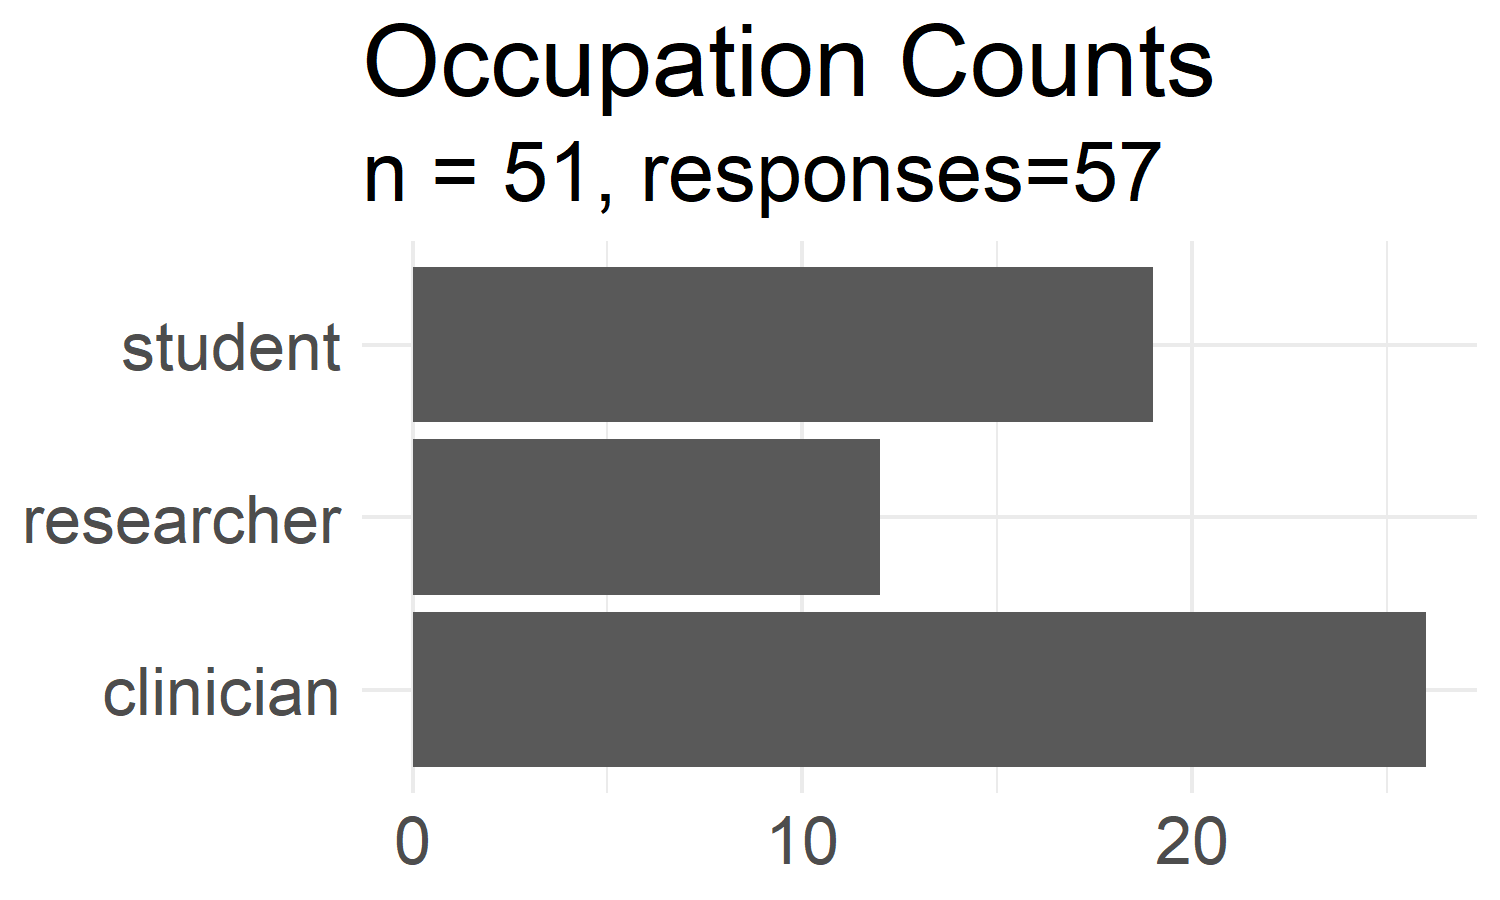 Occupation Counts
n = 51, responses=57
student
researcher
clinician
0 10 20